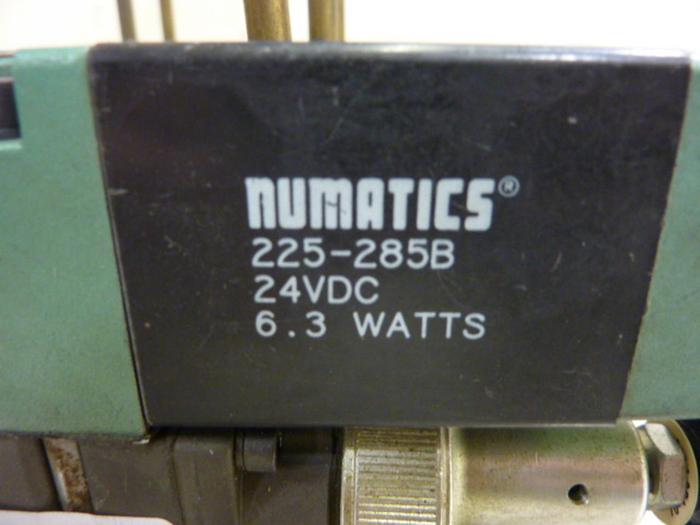 NUMATICS®
225-285B
24VDC
6.3 WATTS